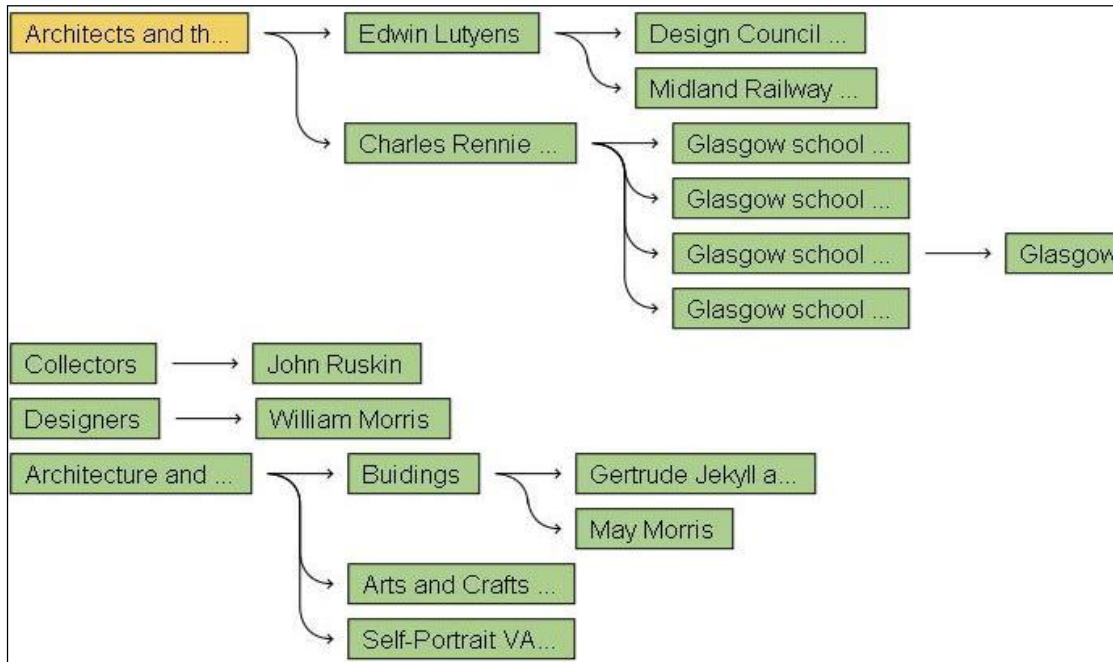 Architects and th...
Edwin Lutyens
Design Council ...
Midland Railway ...
Charles Rennie ...
Glasgow school ...
Glasgow school ...
Glasgow school ...
Glasgow
Glasgow school ...
Collectors
John Ruskin
Designers
William Morris
Architecture and ...
Buidings
Gertrude Jekyll a...
May Morris
Arts and Crafts ...
Self-Portrait VA...